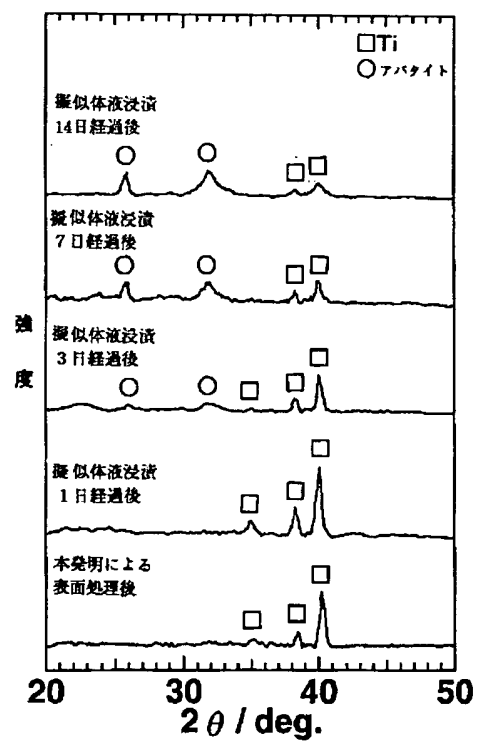 □Ti
○アパタイト
擬似体液浸漬
14日経過後
擬似体液浸漬
7日経過後
擬似体液浸漬
3日経過後
擬似体液浸漬
1日経過後
本発明による
表面処理後
強度
20 30 40 50
2θ / deg.